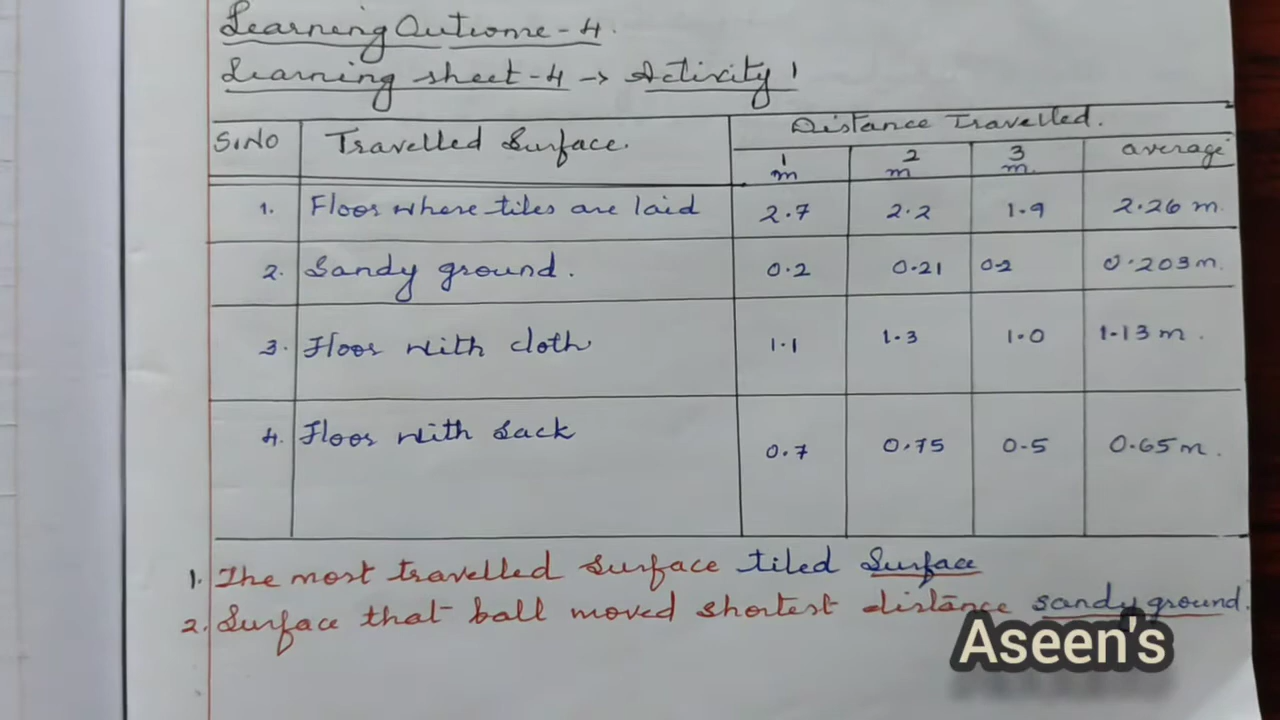 Learning Outcome - 4.
Learning sheet - 4 -> Activity 1
S.NO Travelled Surface. Distance Travelled.
1 m 2 m 3 m. average
1. Floor where tiles are laid 2.7 2.2 1.9 2.26 m.
2. Sandy ground. 0.2 0.21 0.2 0.203m.
3. Floor with cloth 1.1 1.3 1.0 1.13 m.
4. Floor with sack 0.7 0.75 0.5 0.65 m.
1. The most travelled surface tiled surface
2. Surface that ball moved shortest distance sandy ground.
Aseen's